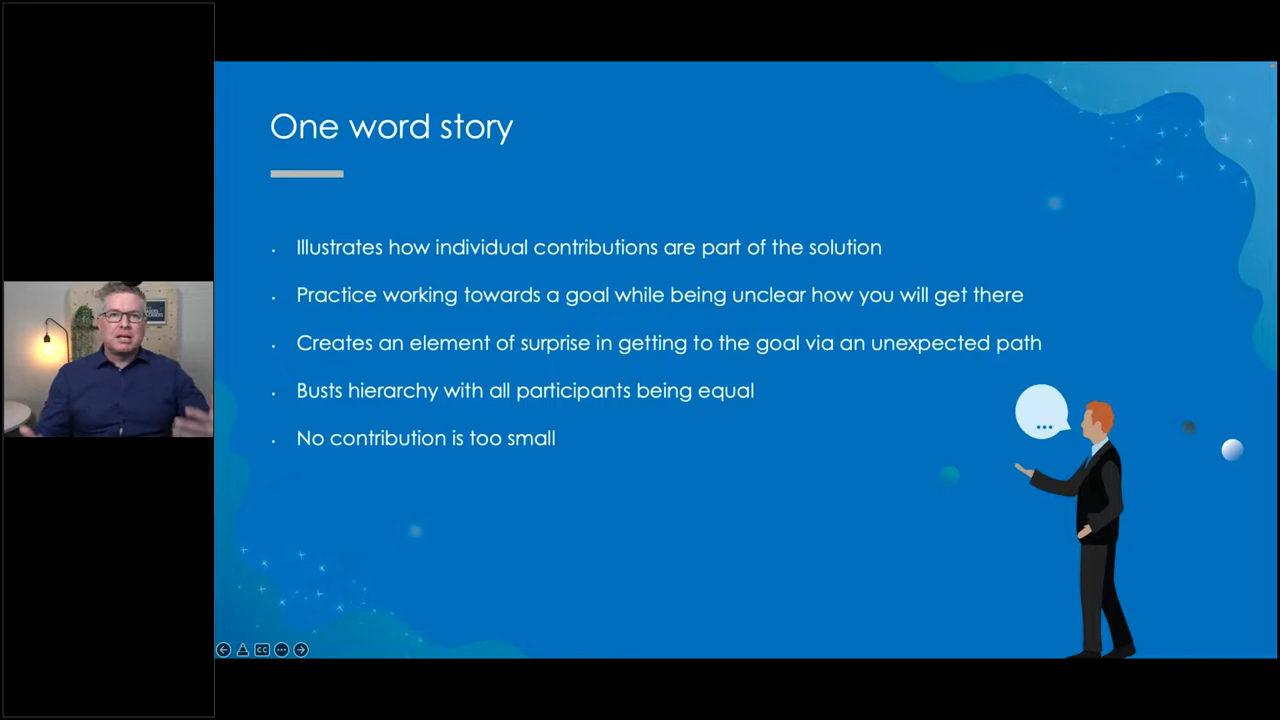 One word story
Illustrates how individual contributions are part of the solution
Practice working towards a goal while being unclear how you will get there
Creates an element of surprise in getting to the goal via an unexpected path
Busts hierarchy with all participants being equal
No contribution is too small
CC